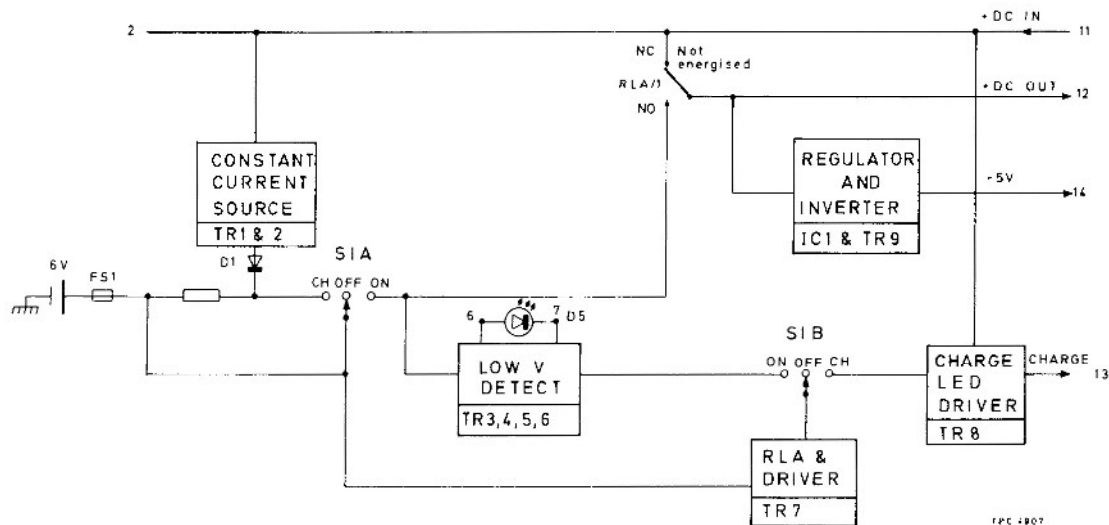 2
+DC IN
11
NC Not
energised
RLA/1
NO
+DC OUT
12
CONSTANT
CURRENT
SOURCE
TR1 & 2
REGULATOR
AND
INVERTER
IC1 & TR9
-5V
14
6V
FS1
D1
S1A
CH OFF ON
6
7 D5
LOW V
DETECT
TR3,4,5,6
S1B
ON OFF CH
CHARGE
LED
DRIVER
TR8
CHARGE
13
RLA &
DRIVER
TR7